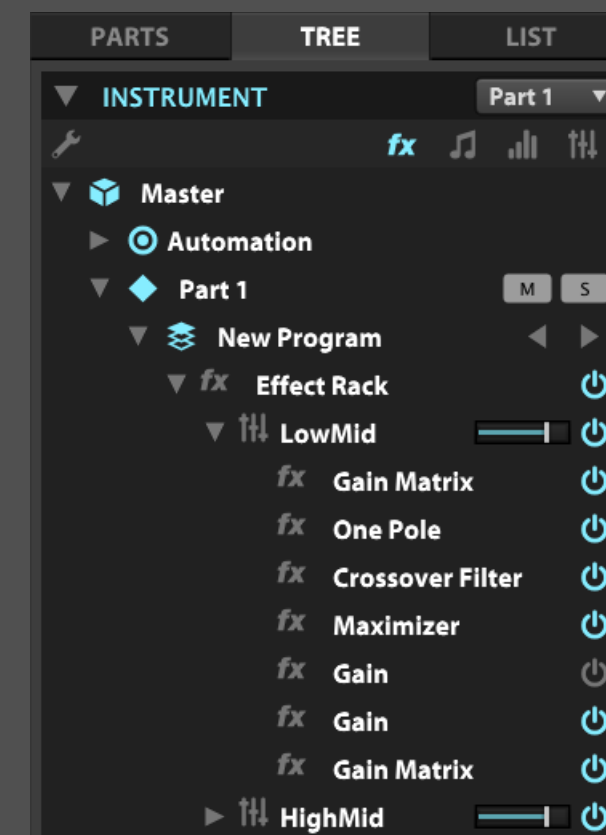 PARTS TREE LIST
INSTRUMENT Part 1
fx
Master
Automation
Part 1 M S
New Program
fx Effect Rack
LowMid
fx Gain Matrix
fx One Pole
fx Crossover Filter
fx Maximizer
fx Gain
fx Gain
fx Gain Matrix
HighMid